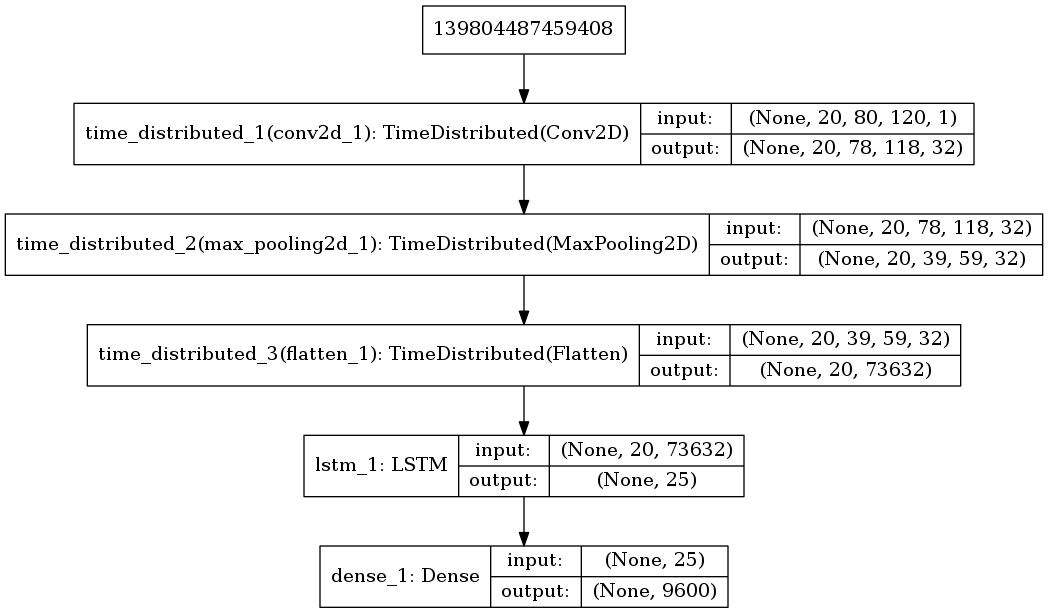 139804487459408
time_distributed_1(conv2d_1): TimeDistributed(Conv2D)
input: (None, 20, 80, 120, 1)
output: (None, 20, 78, 118, 32)
time_distributed_2(max_pooling2d_1): TimeDistributed(MaxPooling2D)
input: (None, 20, 78, 118, 32)
output: (None, 20, 39, 59, 32)
time_distributed_3(flatten_1): TimeDistributed(Flatten)
input: (None, 20, 39, 59, 32)
output: (None, 20, 73632)
lstm_1: LSTM
input: (None, 20, 73632)
output: (None, 25)
dense_1: Dense
input: (None, 25)
output: (None, 9600)